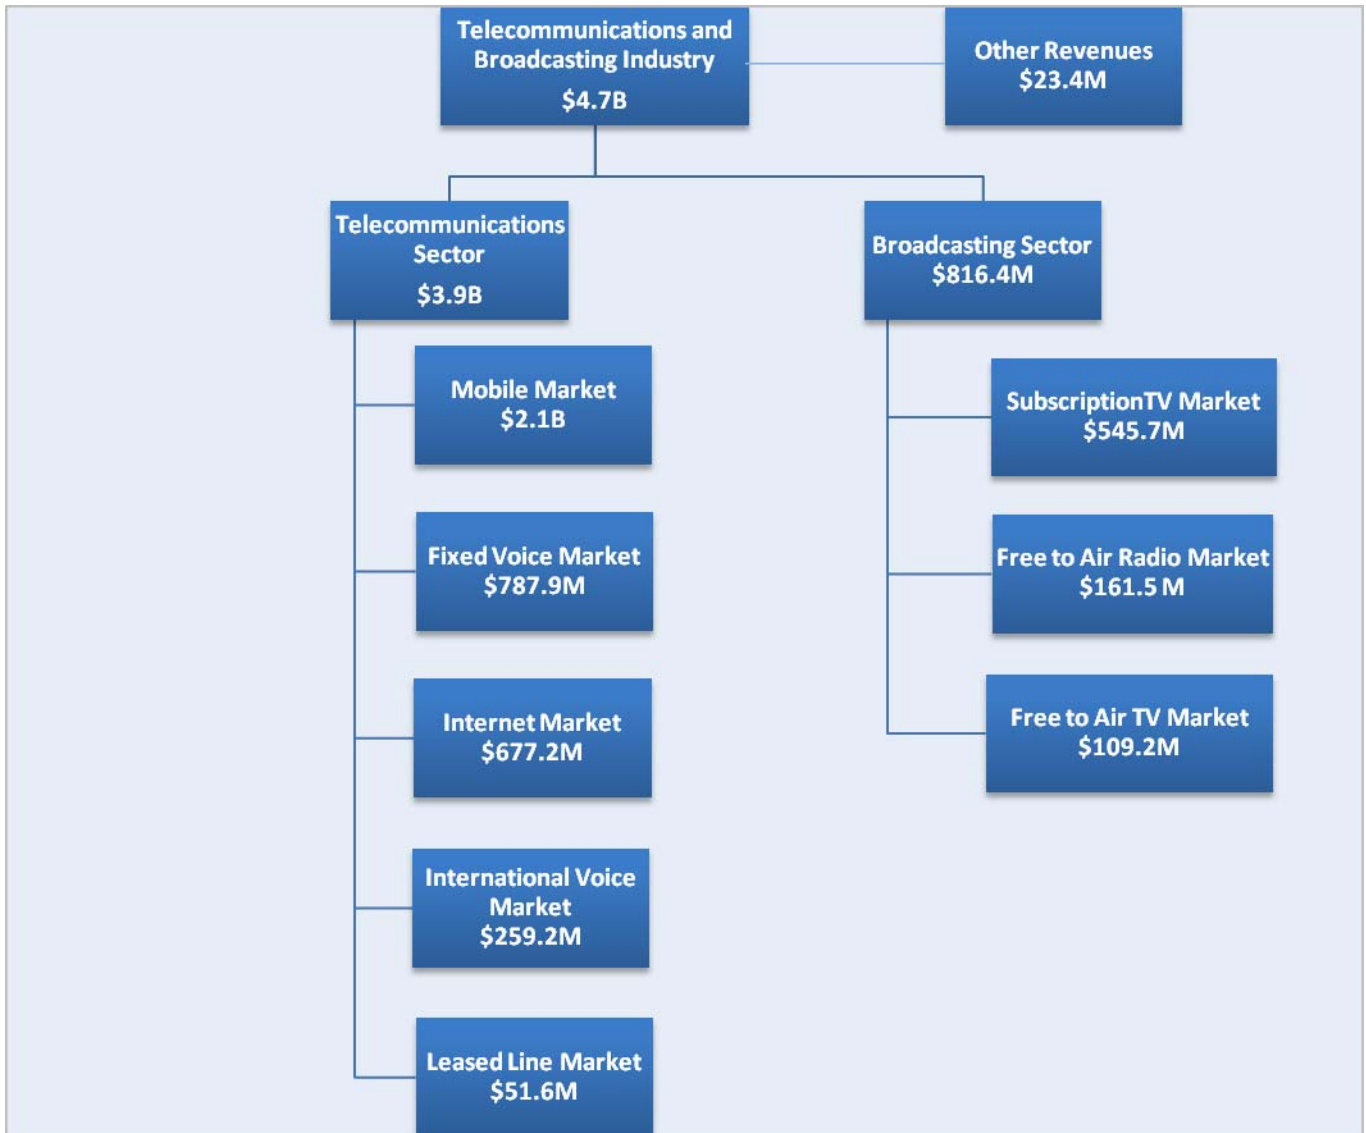 Telecommunications and
Broadcasting Industry
$4.7B
Other Revenues
$23.4M
Telecommunications
Sector
$3.9B
Broadcasting Sector
$816.4M
Mobile Market
$2.1B
Fixed Voice Market
$787.9M
Internet Market
$677.2M
International Voice
Market
$259.2M
Leased Line Market
$51.6M
SubscriptionTV Market
$545.7M
Free to Air Radio Market
$161.5 M
Free to Air TV Market
$109.2M